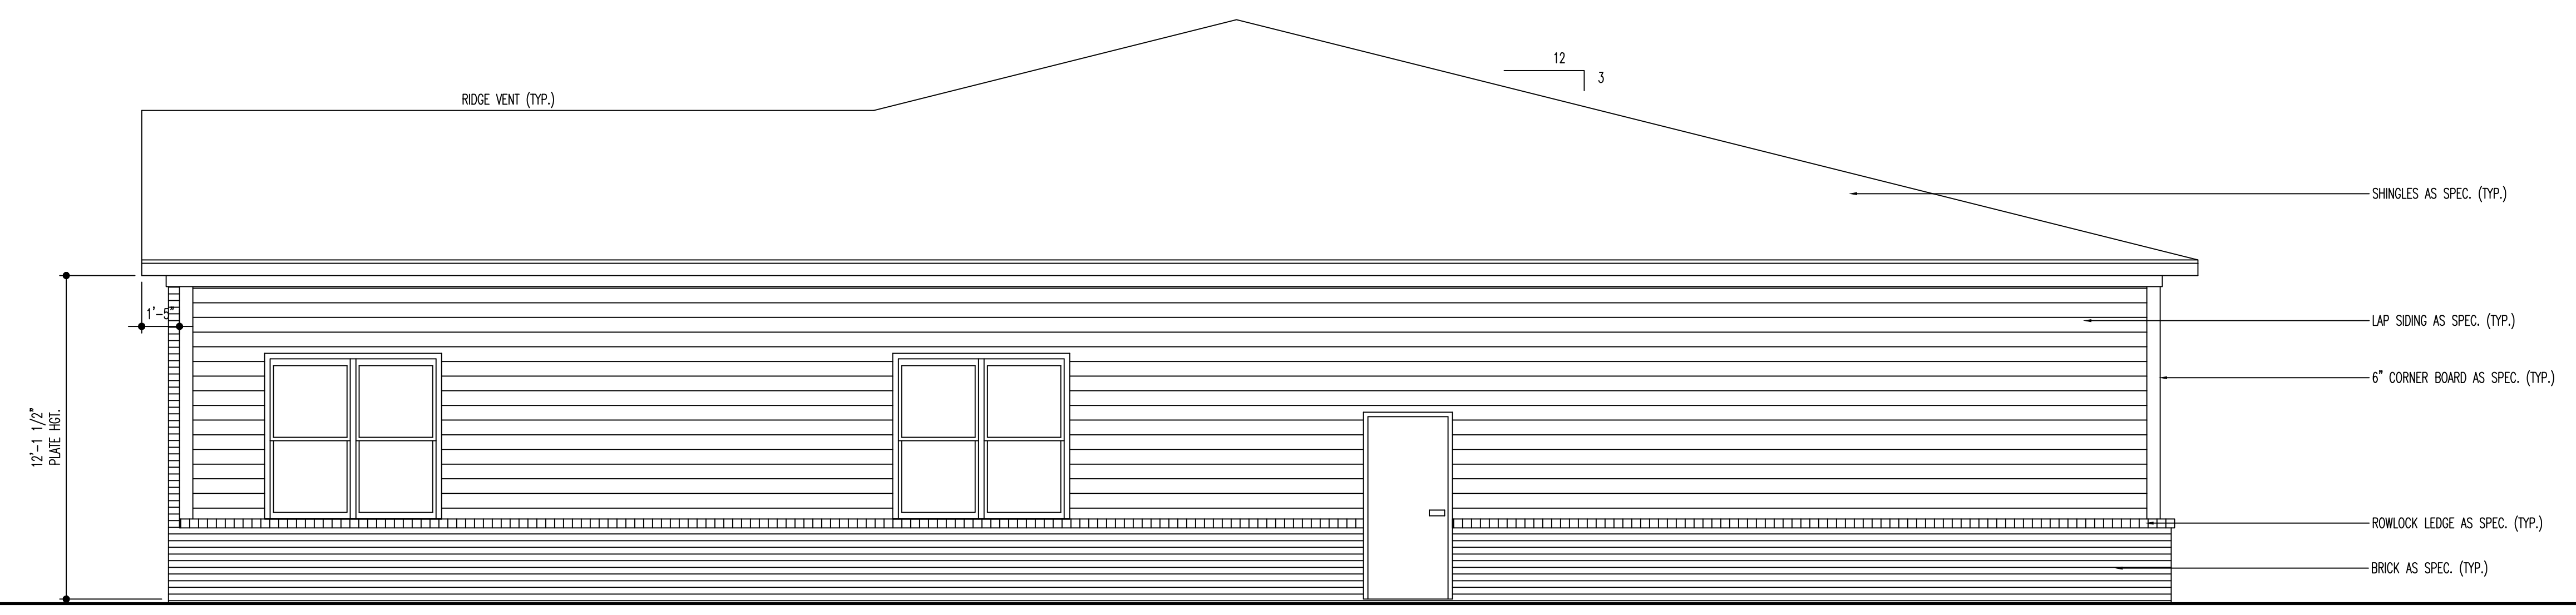 12
3
RIDGE VENT (TYP.)
SHINGLES AS SPEC. (TYP.)
1'-5"
LAP SIDING AS SPEC. (TYP.)
6" CORNER BOARD AS SPEC. (TYP.)
12'-1 1/2"
PLATE HGT.
ROWLOCK LEDGE AS SPEC. (TYP.)
BRICK AS SPEC. (TYP.)